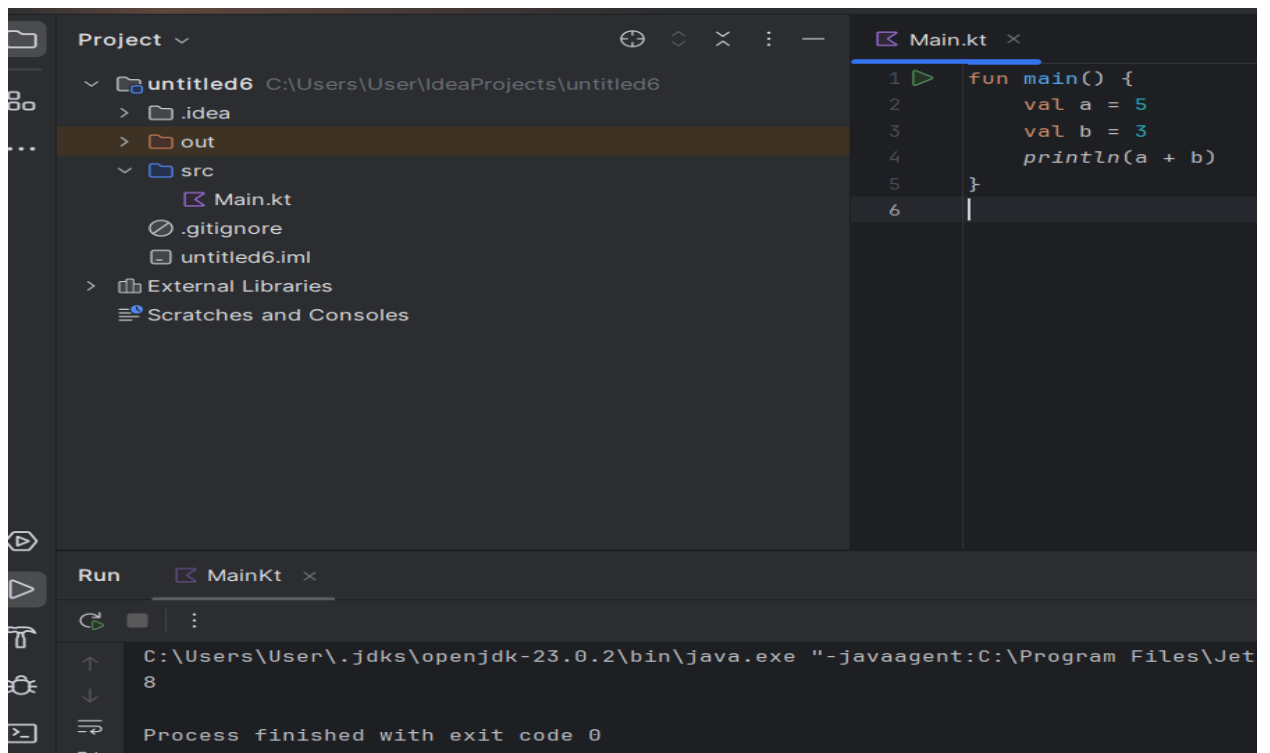 Project
untitled6 C:\Users\User\IdeaProjects\untitled6
.idea
out
src
Main.kt
.gitignore
untitled6.iml
External Libraries
Scratches and Consoles
Main.kt
1 fun main() {
2     val a = 5
3     val b = 3
4     println(a + b)
5 }
6
Run MainKt
C:\Users\User\.jdks\openjdk-23.0.2\bin\java.exe "-javaagent:C:\Program Files\Jet
8
Process finished with exit code 0